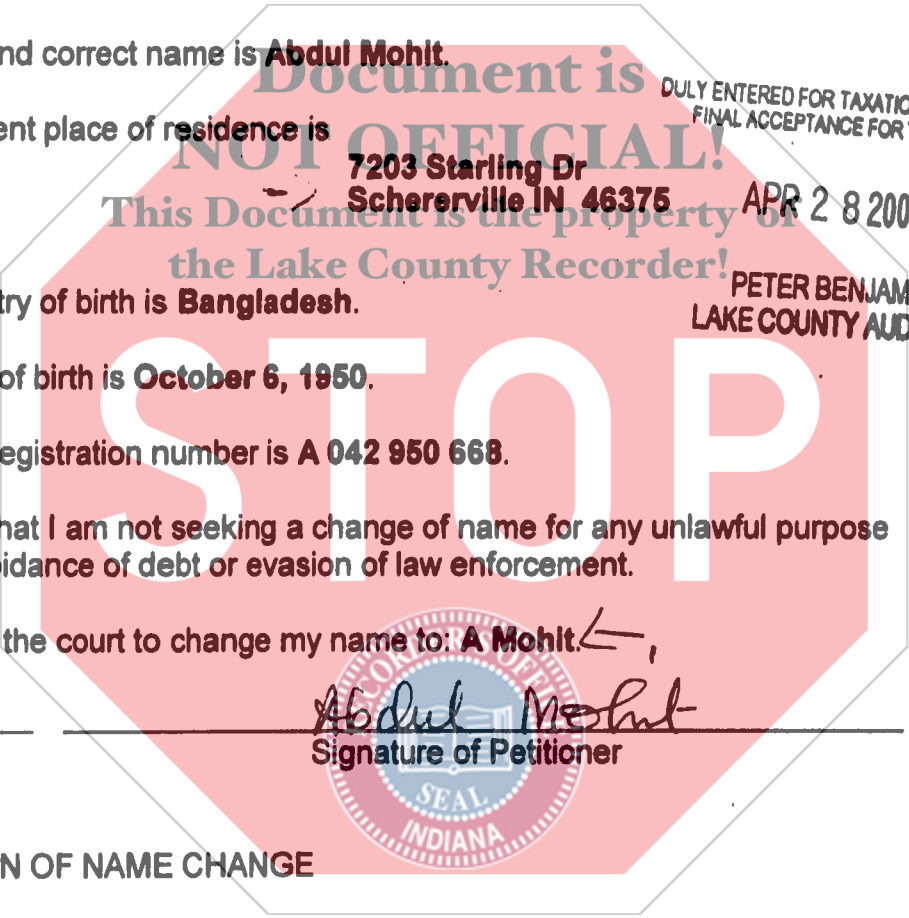 nd correct name is Abdul Mohit.
Document is
DULY ENTERED FOR TAXATIO
FINAL ACCEPTANCE FOR
ent place of residence is
NOT OFFICIAL!
7203 Starling Dr
Schererville IN 46375
This Document is the property of
APR 28 200
the Lake County Recorder!
try of birth is Bangladesh.
PETER BENJAM
LAKE COUNTY AUD
of birth is October 6, 1950.
STOP
egistration number is A 042 950 668.
hat I am not seeking a change of name for any unlawful purpose
oidance of debt or evasion of law enforcement.
the court to change my name to: A Mohit.
Abdul Mohit
Signature of Petitioner
SEAL
INDIANA
N OF NAME CHANGE